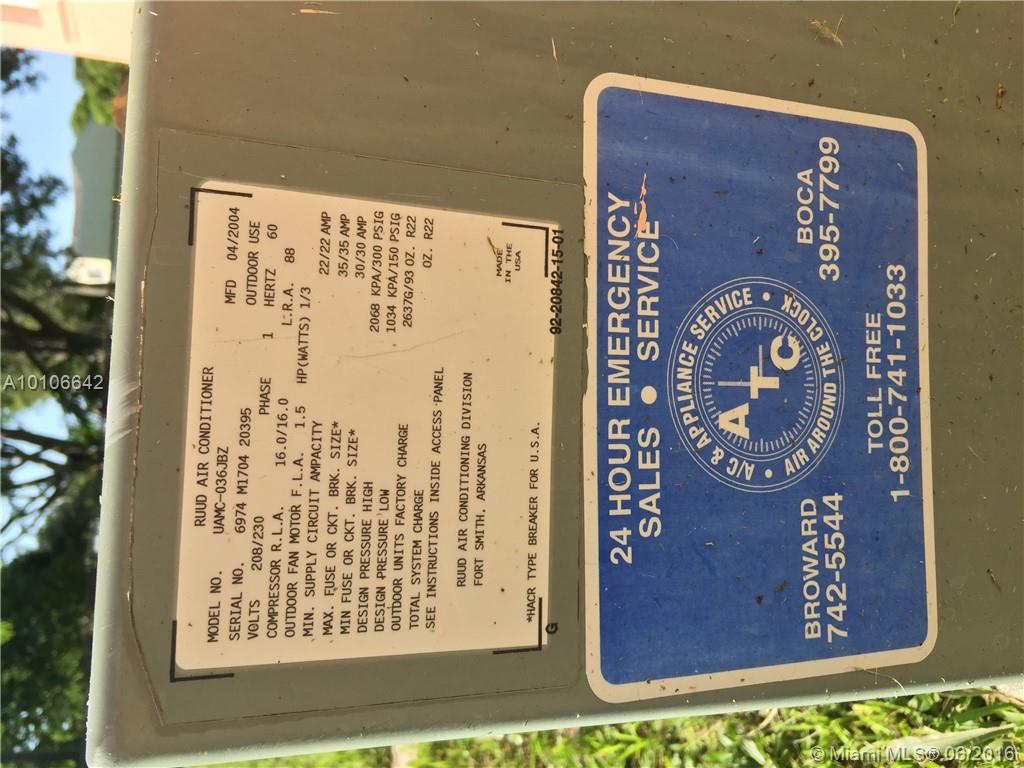 RUUD AIR CONDITIONER
MODEL NO. UAMC-036JBZ MFD 04/2004
SERIAL NO. 6974 M1704 20395 OUTDOOR USE
VOLTS 208/230 PHASE 1 HERTZ 60
COMPRESSOR R.L.A. 16.0/16.0 L.R.A. 88
OUTDOOR FAN MOTOR F.L.A. 1.5 HP(WATTS) 1/3
MIN. SUPPLY CIRCUIT AMPACITY 22/22 AMP
MAX. FUSE OR CKT. BRK. SIZE* 35/35 AMP
MIN FUSE OR CKT. BRK. SIZE* 30/30 AMP
DESIGN PRESSURE HIGH 2068 KPA/300 PSIG
DESIGN PRESSURE LOW 1034 KPA/150 PSIG
OUTDOOR UNITS FACTORY CHARGE 2637G/93 OZ. R22
TOTAL SYSTEM CHARGE OZ. R22
SEE INSTRUCTIONS INSIDE ACCESS PANEL
RUUD AIR CONDITIONING DIVISION
FORT SMITH, ARKANSAS
MADE
IN THE
USA
*HACR TYPE BREAKER FOR U.S.A.
G
92-20842-15-01
24 HOUR EMERGENCY
SALES • SERVICE • SERVICE
A/C & APPLIANCE SERVICE
ATC
• AIR AROUND THE CLOCK •
BROWARD
742-5544
BOCA
395-7799
TOLL FREE
1-800-741-1033
A10106642
© Miami MLS® 06/2016